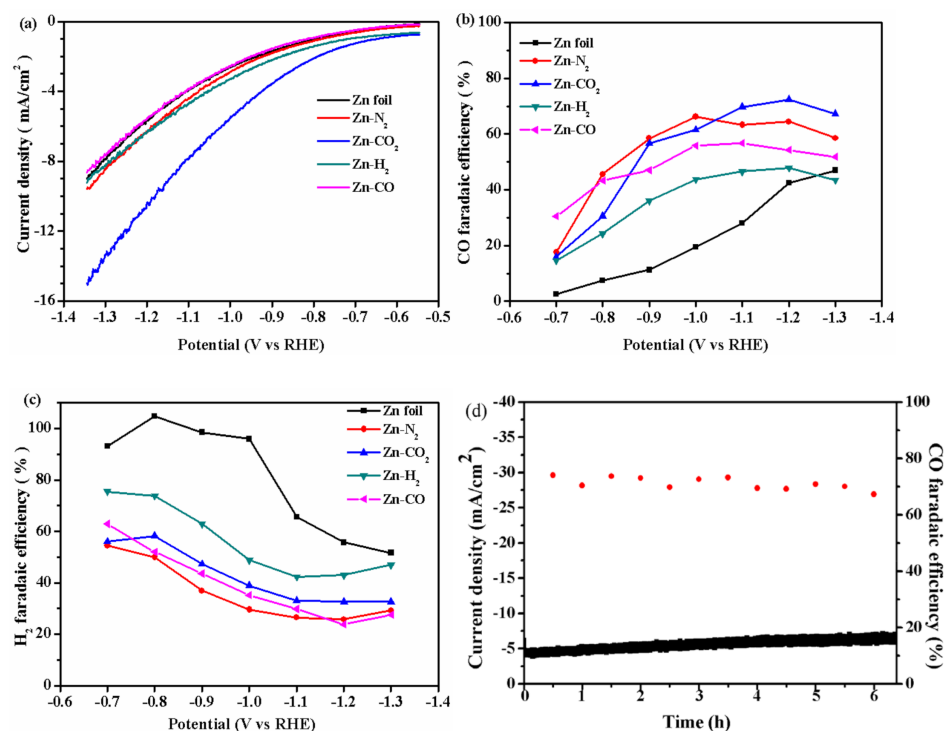 (a)
Current density ( mA/cm²)
0
-4
-8
-12
-16
Zn foil
Zn-N₂
Zn-CO₂
Zn-H₂
Zn-CO
-1.4 -1.3 -1.2 -1.1 -1.0 -0.9 -0.8 -0.7 -0.6 -0.5
Potential (V vs RHE)
(b)
CO faradaic efficiency ( % )
100
80
60
40
20
0
Zn foil
Zn-N₂
Zn-CO₂
Zn-H₂
Zn-CO
-0.6 -0.7 -0.8 -0.9 -1.0 -1.1 -1.2 -1.3 -1.4
Potential (V vs RHE)
(c)
H₂ faradaic efficiency ( % )
100
80
60
40
20
0
Zn foil
Zn-N₂
Zn-CO₂
Zn-H₂
Zn-CO
-0.6 -0.7 -0.8 -0.9 -1.0 -1.1 -1.2 -1.3 -1.4
Potential (V vs RHE)
(d)
Current density (mA/cm²)
-40
-35
-30
-25
-20
-15
-10
-5
0
100
80
60
40
20
0
CO faradaic efficiency (%)
0 1 2 3 4 5 6
Time (h)